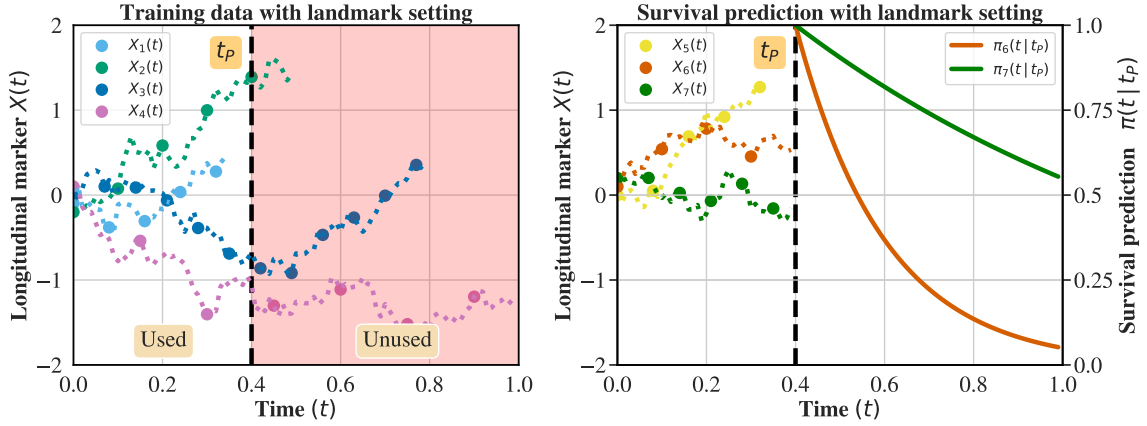 Training data with landmark setting
2
1
0
−1
−2
Longitudinal marker X(t)
X₁(t)
X₂(t)
X₃(t)
X₄(t)
t_P
Used
Unused
0.0
0.2
0.4
0.6
0.8
1.0
Time (t)
Survival prediction with landmark setting
2
1
0
−1
−2
Longitudinal marker X(t)
X₅(t)
X₆(t)
X₇(t)
t_P
π₆(t | t_P)
π₇(t | t_P)
1.0
0.75
0.5
0.25
0.0
Survival prediction π(t | t_P)
0.0
0.2
0.4
0.6
0.8
1.0
Time (t)